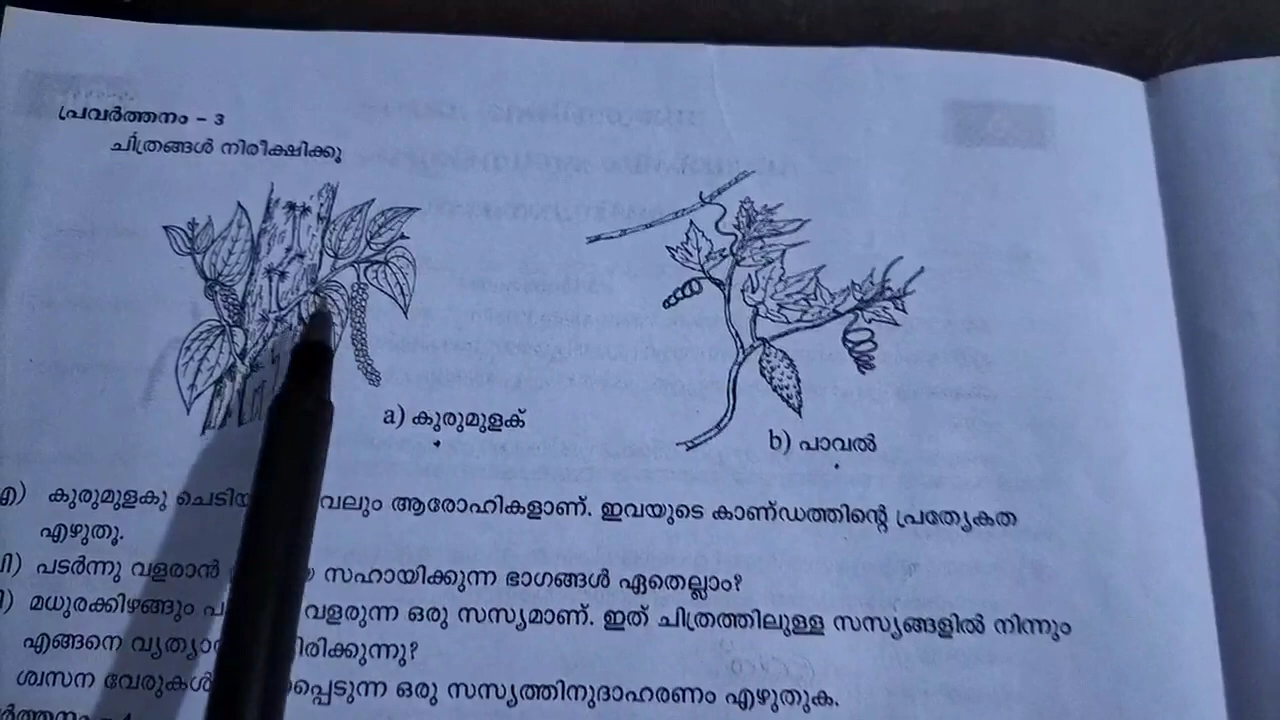 പ്രവർത്തനം - 3
ചിത്രങ്ങൾ നിരീക്ഷിക്കൂ
a) കുരുമുളക്
b) പാവൽ
എ) കുരുമുളകു ചെടിയ വലും ആരോഹികളാണ്. ഇവയുടെ കാണ്ഡത്തിന്റെ പ്രത്യേകത
എഴുതൂ.
പടർന്നു വളരാൻ സഹായിക്കുന്ന ഭാഗങ്ങൾ ഏതെല്ലാം?
മധുരക്കിഴങ്ങും പ വളരുന്ന ഒരു സസ്യമാണ്. ഇത് ചിത്രത്തിലുള്ള സസ്യങ്ങളിൽ നിന്നും
എങ്ങനെ വ്യത്യാ ിരിക്കുന്നു?
ശ്വസന വേരുകൾ പ്പെടുന്ന ഒരു സസ്യത്തിനുദാഹരണം എഴുതുക.